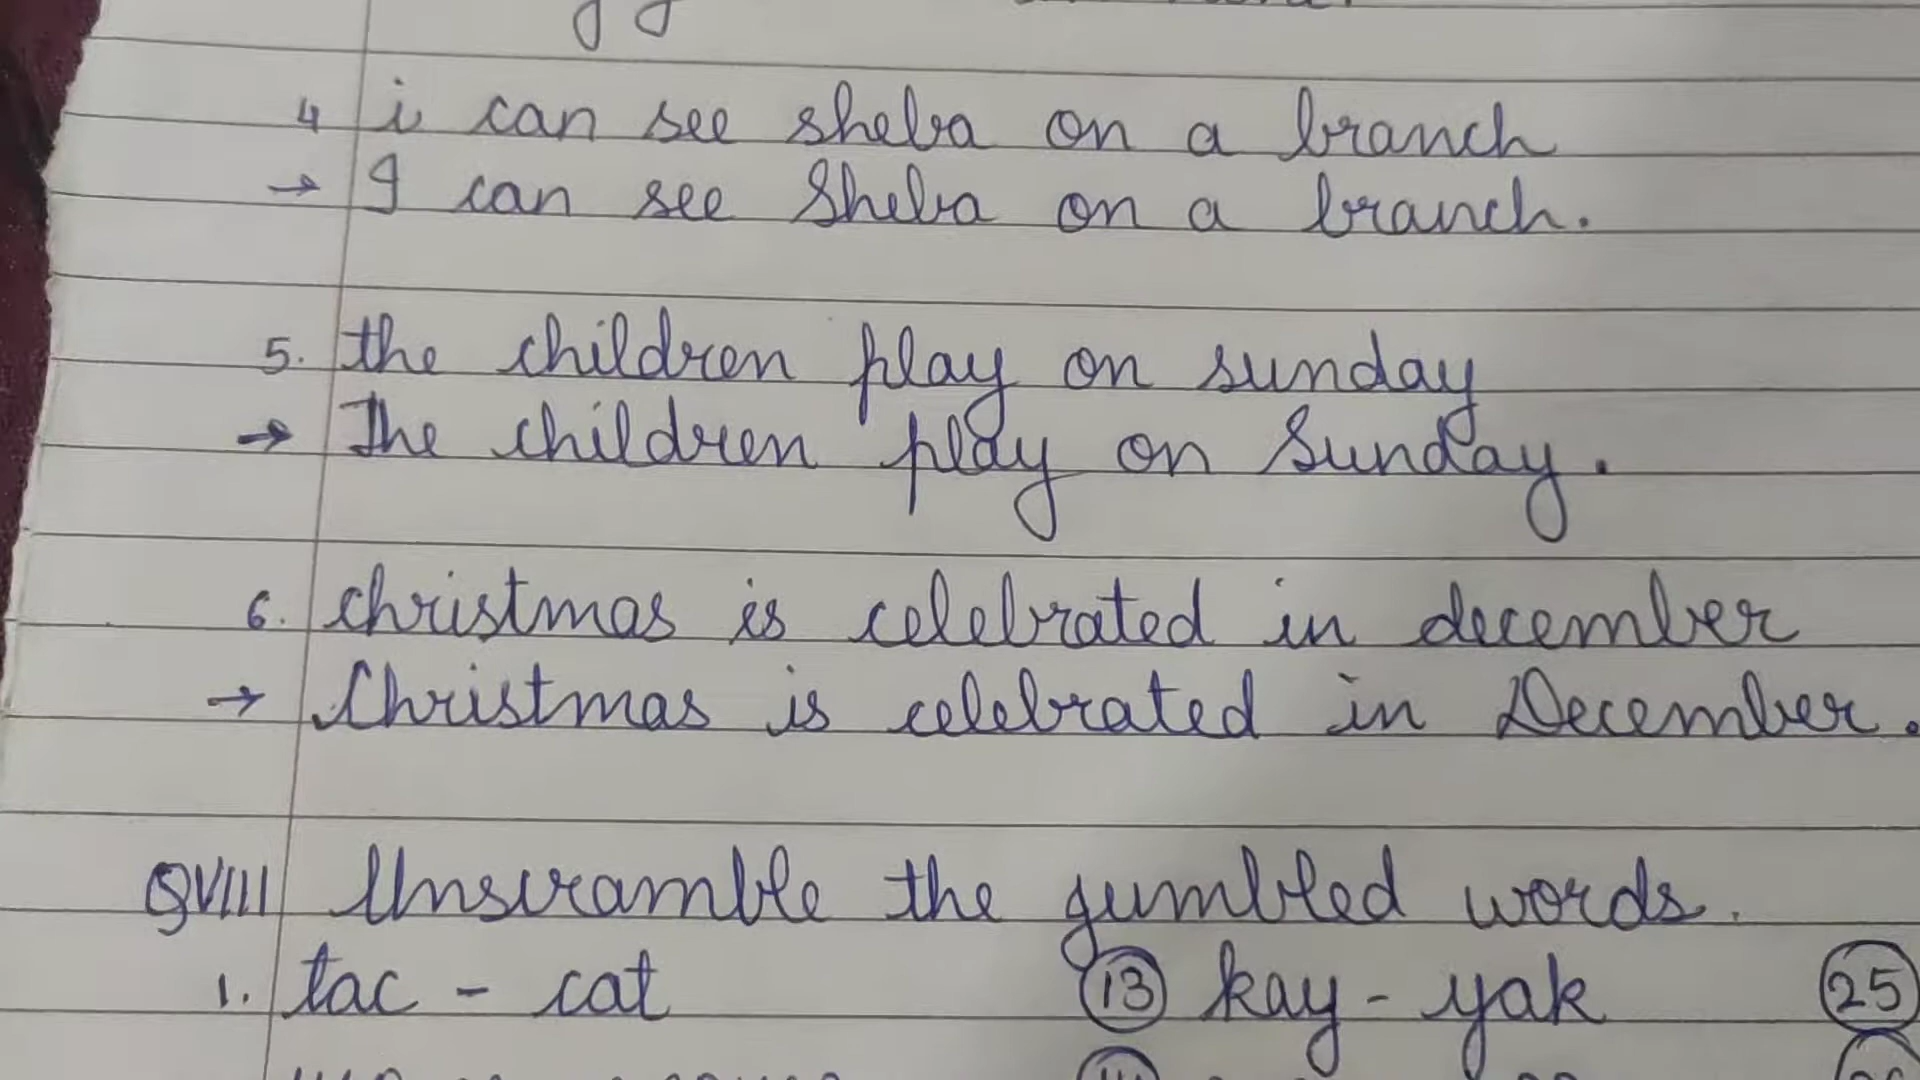 4 i can see sheba on a branch
→ I can see Sheba on a branch.
5. the children play on sunday
→ The children play on Sunday.
6. christmas is celebrated in december
→ Christmas is celebrated in December.
QVIII Unscramble the jumbled words.
1. tac - cat 13 kay - yak 25